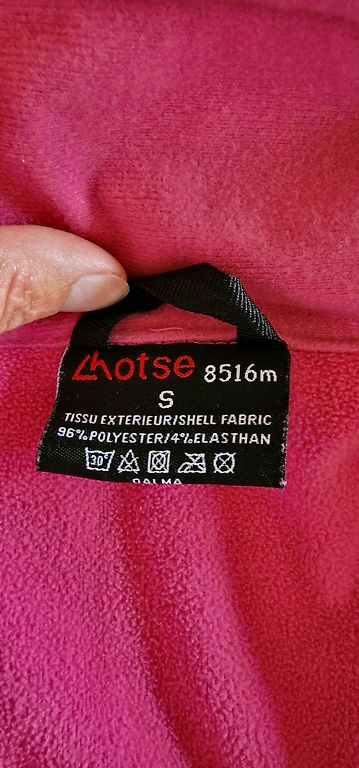 Lhotse 8516m
S
TISSU EXTERIEUR/SHELL FABRIC
96% POLYESTER/4% ELASTHAN
30°
PALMA